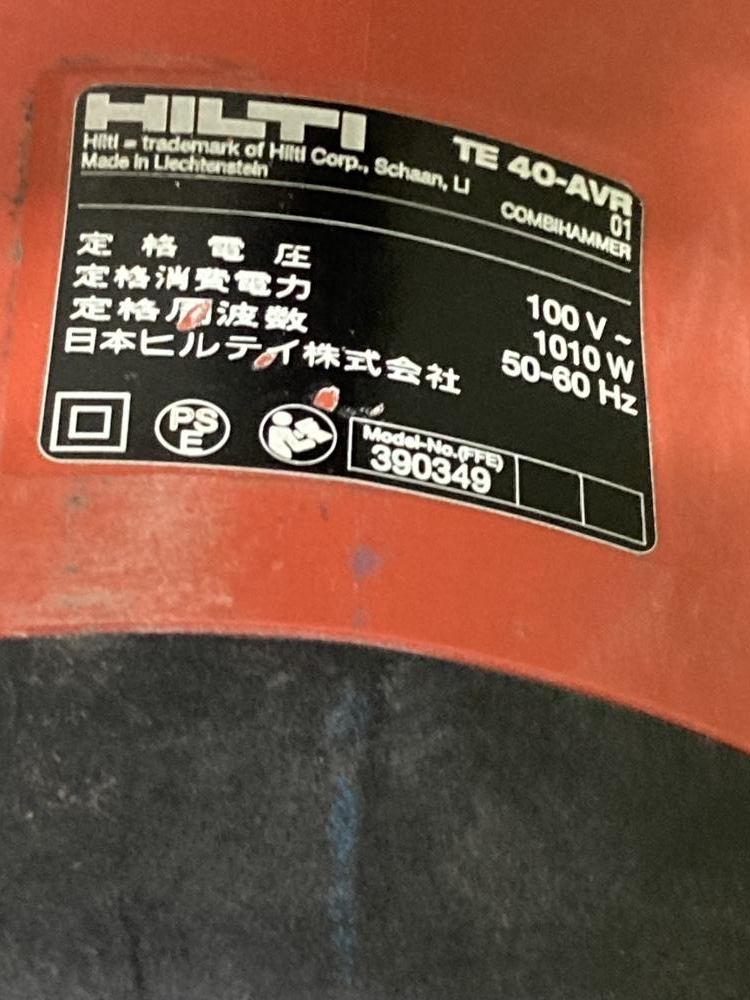 HILTI
TE 40-AVR
01
Hilti = trademark of Hilti Corp., Schaan, LI
Made in Liechtenstein
COMBIHAMMER
定格電圧 100 V ~
定格消費電力 1010 W
定格周波数 50-60 Hz
日本ヒルティ株式会社
PS
E
Model-No.(FFE)
390349